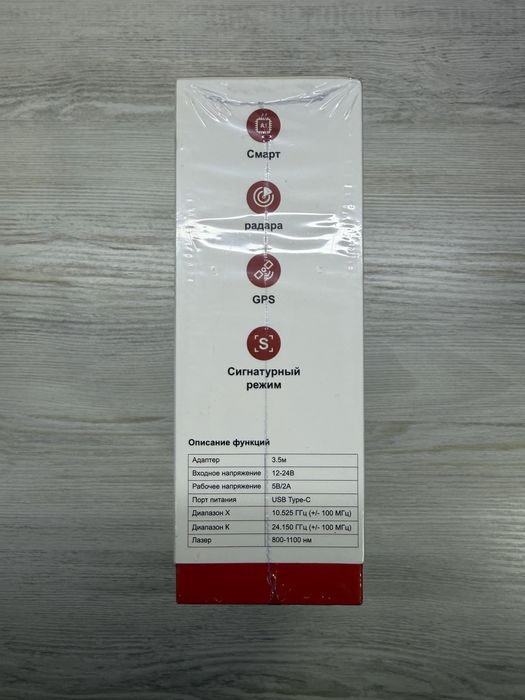 A.I
Смарт
радара
GPS
S
Сигнатурный
режим
Описание функций
Адаптер 3.5м
Входное напряжение 12-24В
Рабочее напряжение 5В/2А
Порт питания USB Type-C
Диапазон X 10.525 ГГц (+/- 100 МГц)
Диапазон К 24.150 ГГц (+/- 100 МГц)
Лазер 800-1100 нм